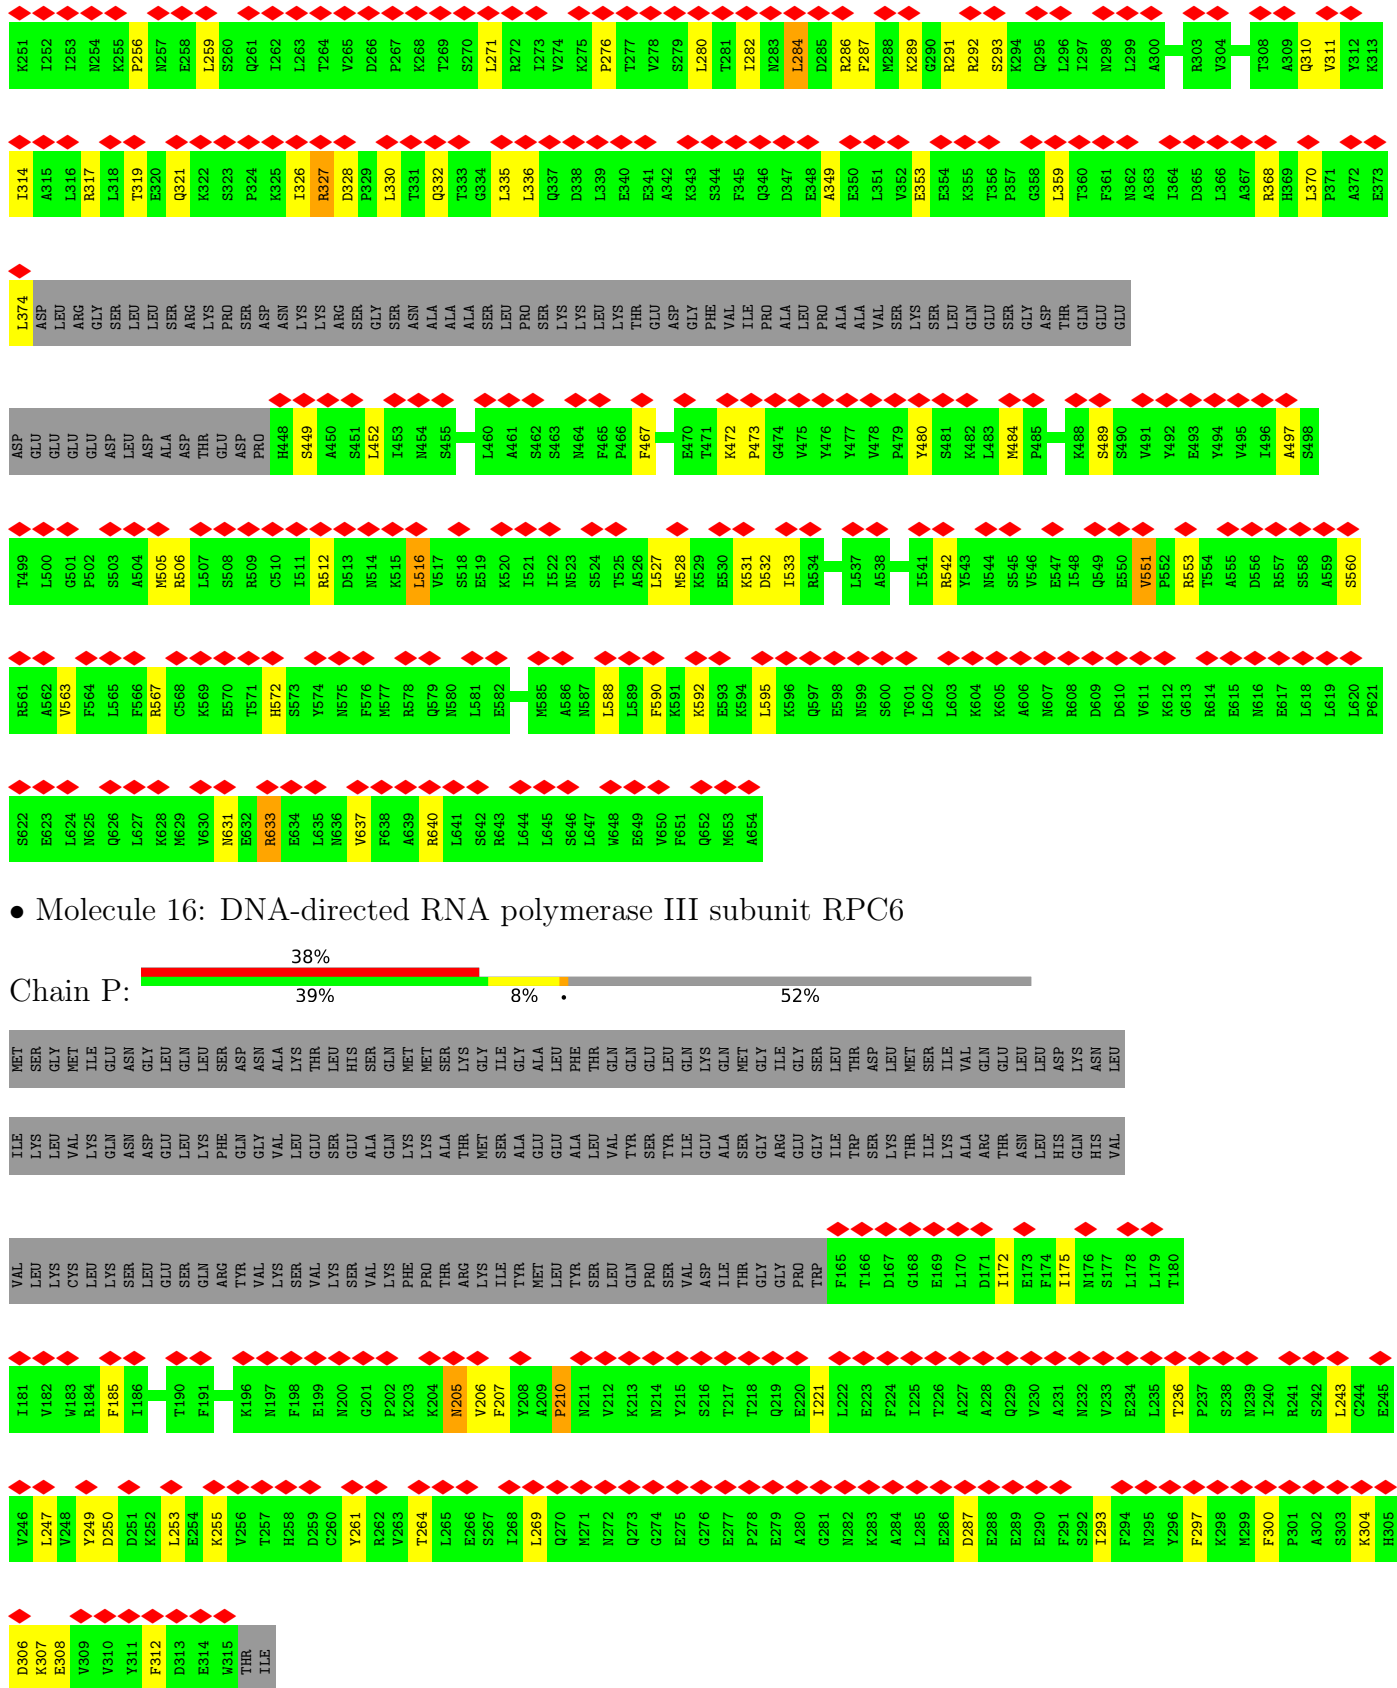 K251 I252 I253 N254 K255 P256 N257 E258 L259 S260 Q261 I262 L263 T264 V265 D266 P267 K268 T269 S270 L271 R272 I273 V274 K275 P276 T277 V278 S279 L280 T281 I282 N283 L284 D285 R286 F287 M288 K289 G290 R291 R292 S293 K294 Q295 L296 I297 N298 L299 A300 R303 V304 T308 A309 Q310 V311 Y312 K313
I314 A315 L316 R317 L318 T319 E320 Q321 K322 S323 P324 K325 I326 R327 D328 P329 L330 T331 Q332 T333 G334 L335 L336 Q337 D338 L339 E340 E341 A342 K343 S344 F345 Q346 D347 E348 A349 E350 L351 V352 E353 E354 K355 T356 P357 G358 L359 T360 F361 N362 A363 I364 D365 L366 A367 R368 H369 L370 P371 A372 E373
L374 ASP LEU ARG GLY SER LEU LEU SER ARG LYS PRO SER ASP ASN LYS LYS ARG SER GLY SER ASN ALA ALA ALA SER LEU PRO SER LYS LYS LEU LYS THR GLU ASP GLY PHE VAL ILE PRO ALA LEU PRO ALA ALA VAL SER LYS SER LEU GLN GLU SER GLY ASP THR GLN GLU GLU
ASP GLU GLU GLU GLU ASP LEU ASP ALA ASP THR GLU ASP PRO H448 S449 A450 S451 L452 I453 N454 S455 L460 A461 S462 S463 N464 F465 P466 F467 E470 T471 K472 P473 G474 V475 Y476 Y477 V478 P479 Y480 S481 K482 L483 M484 P485 K488 S489 S490 V491 Y492 E493 Y494 V495 I496 A497 S498
T499 L500 G501 P502 S503 A504 M505 R506 L507 S508 R509 C510 I511 R512 D513 N514 K515 L516 V517 S518 E519 K520 I521 I522 N523 S524 T525 A526 L527 M528 K529 E530 K531 D532 I533 R534 L537 A538 I541 R542 Y543 N544 S545 V546 E547 I548 Q549 E550 V551 P552 R553 T554 A555 D556 R557 S558 A559 S560
R561 A562 V563 F564 L565 F566 R567 C568 K569 E570 T571 H572 S573 Y574 N575 F576 M577 R578 Q579 N580 L581 E582 M585 A586 N587 L588 L589 F590 K591 K592 E593 K594 L595 K596 Q597 E598 N599 S600 T601 L602 L603 K604 K605 A606 N607 R608 D609 D610 V611 K612 G613 R614 E615 N616 E617 L618 L619 L620 P621
S622 E623 L624 N625 Q626 L627 K628 M629 V630 N631 E632 R633 E634 L635 N636 V637 F638 A639 R640 L641 S642 R643 L644 L645 S646 L647 W648 E649 V650 F651 Q652 M653 A654
• Molecule 16: DNA-directed RNA polymerase III subunit RPC6
38%
Chain P:
39% 8% • 52%
MET SER GLY MET ILE GLU ASN GLY LEU GLN LEU SER ASP ASN ALA LYS THR LEU HIS SER GLN MET MET SER LYS GLY ILE GLY ALA LEU PHE THR GLN GLN GLU LEU GLN LYS GLN MET GLY ILE GLY SER LEU THR ASP LEU MET SER ILE VAL GLN GLU LEU LEU ASP LYS ASN LEU
ILE LYS LEU VAL LYS GLN ASN ASP GLU LEU LYS PHE GLN GLY VAL LEU GLU SER GLU ALA GLN LYS LYS ALA THR MET SER ALA GLU GLU ALA LEU VAL TYR SER TYR ILE GLU ALA SER GLY ARG GLU GLY ILE TRP SER LYS THR ILE LYS ALA ARG THR ASN LEU HIS GLN HIS VAL
VAL LEU LYS CYS LEU LYS SER LEU GLU SER GLN ARG TYR VAL LYS SER VAL LYS SER VAL LYS PHE PRO THR ARG LYS ILE TYR MET LEU TYR SER LEU GLN PRO SER VAL ASP ILE THR GLY GLY PRO TRP F165 T166 D167 G168 E169 L170 D171 I172 E173 F174 I175 N176 S177 L178 L179 T180
I181 V182 W183 R184 F185 I186 T190 F191 K196 N197 F198 E199 N200 G201 P202 K203 K204 N205 V206 F207 Y208 A209 P210 N211 V212 K213 N214 Y215 S216 T217 T218 Q219 E220 I221 L222 E223 F224 I225 T226 A227 A228 Q229 V230 A231 N232 V233 E234 L235 T236 P237 S238 N239 I240 R241 S242 L243 C244 E245
V246 L247 V248 Y249 D250 D251 K252 L253 E254 K255 V256 T257 H258 D259 C260 Y261 R262 V263 T264 L265 E266 S267 I268 L269 Q270 M271 N272 Q273 G274 E275 G276 E277 P278 E279 A280 G281 N282 K283 A284 L285 E286 D287 E288 E289 E290 F291 S292 I293 F294 N295 Y296 F297 K298 M299 F300 P301 A302 S303 K304 H305
D306 K307 E308 V309 V310 Y311 F312 D313 E314 W315 THR ILE